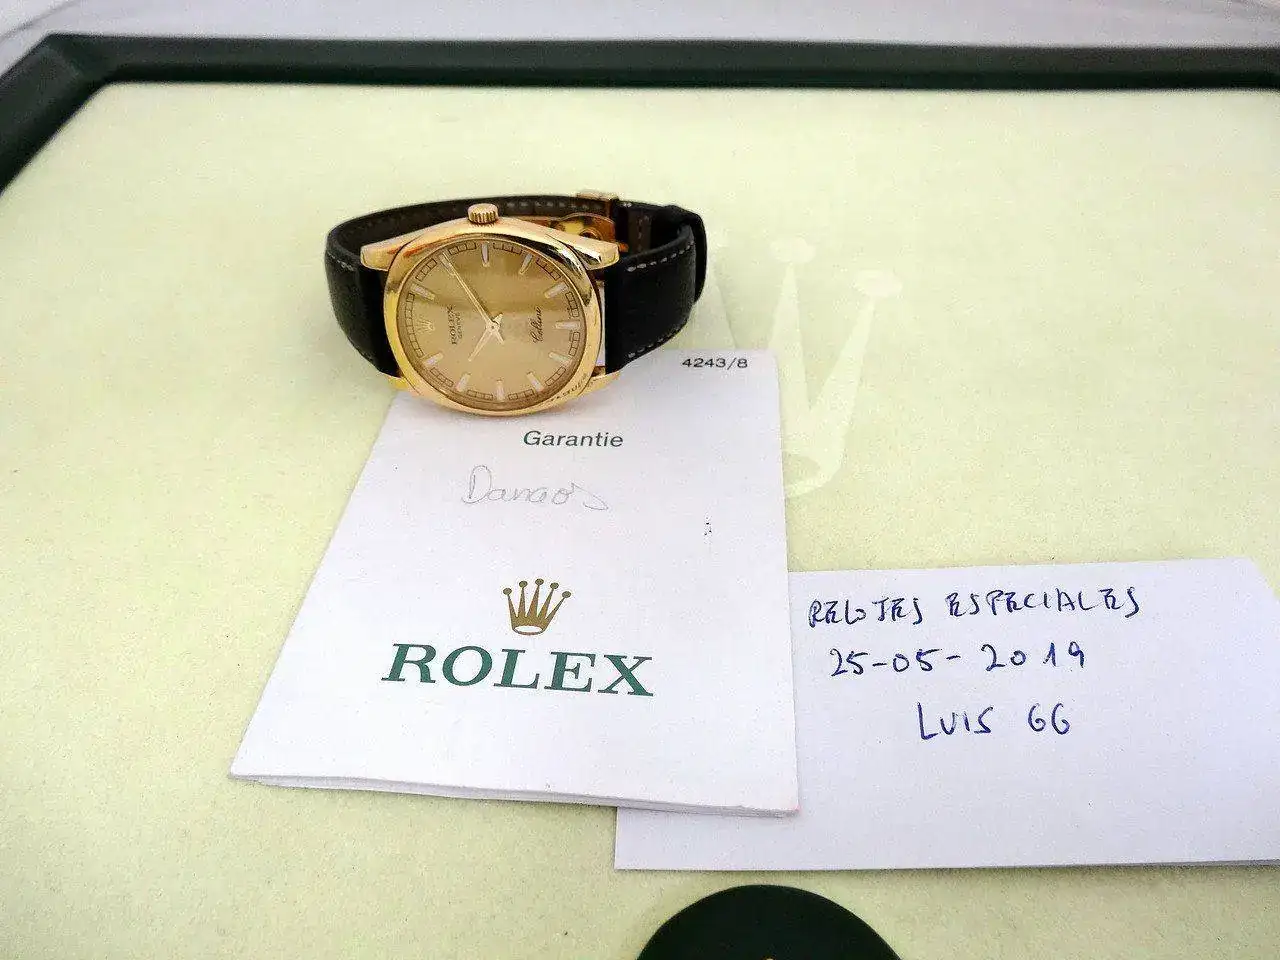 ROLEX
GENEVE
Cellini
4243/8
Garantie
Danaos
ROLEX
RELOJES ESPECIALES
25-05-2019
LUIS GG